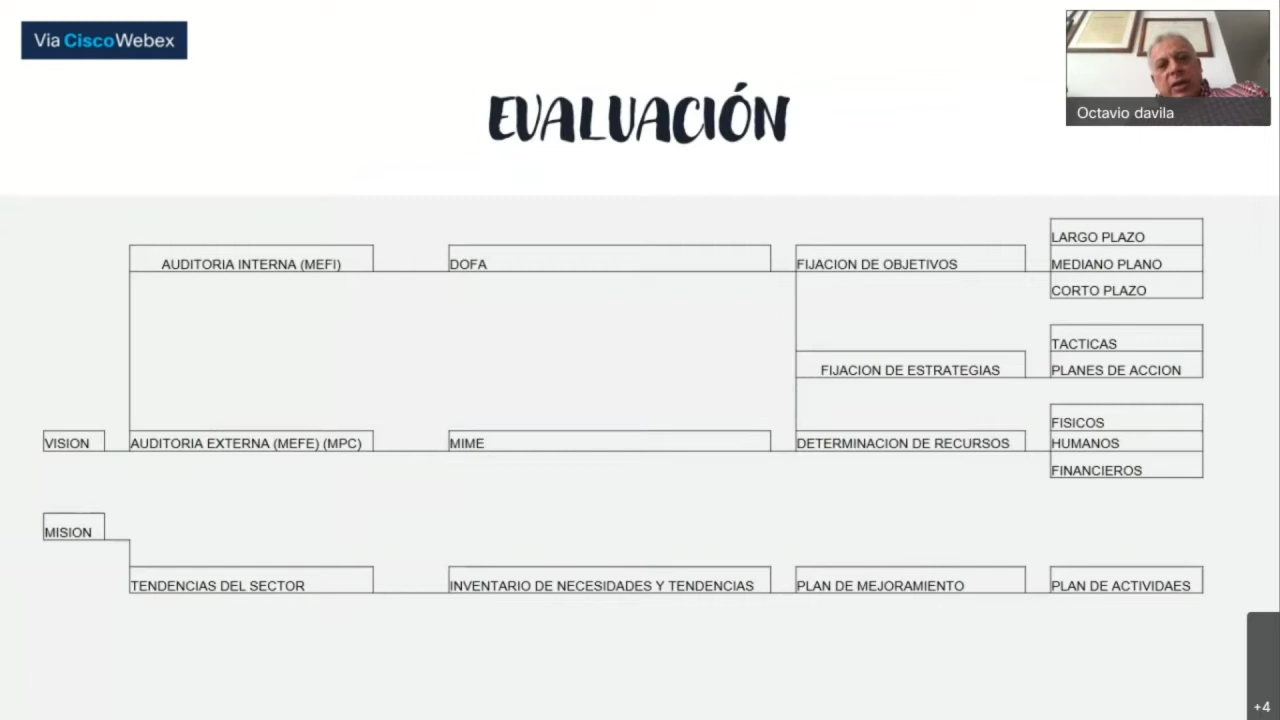 Via CiscoWebex
Octavio davila
EVALUACIÓN
LARGO PLAZO
AUDITORIA INTERNA (MEFI)
DOFA
FIJACION DE OBJETIVOS
MEDIANO PLANO
CORTO PLAZO
TACTICAS
FIJACION DE ESTRATEGIAS
PLANES DE ACCION
FISICOS
VISION
AUDITORIA EXTERNA (MEFE) (MPC)
MIME
DETERMINACION DE RECURSOS
HUMANOS
FINANCIEROS
MISION
TENDENCIAS DEL SECTOR
INVENTARIO DE NECESIDADES Y TENDENCIAS
PLAN DE MEJORAMIENTO
PLAN DE ACTIVIDAES
+4